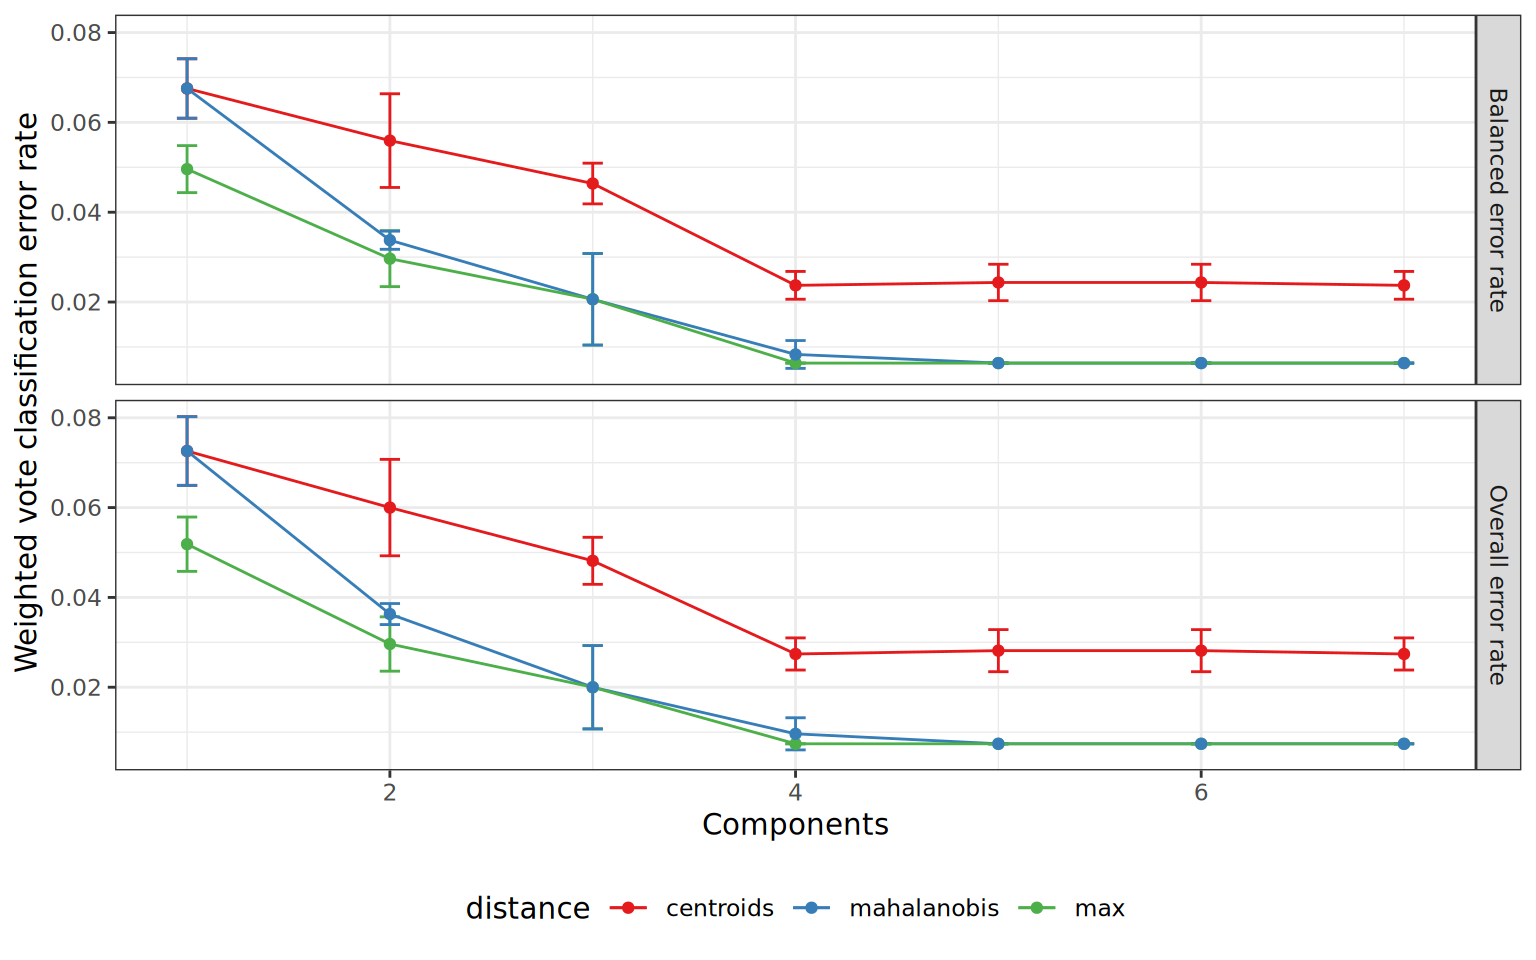 Weighted vote classification error rate
0.08
0.06
0.04
0.02
Balanced error rate
0.08
0.06
0.04
0.02
Overall error rate
2 4 6
Components
distance centroids mahalanobis max